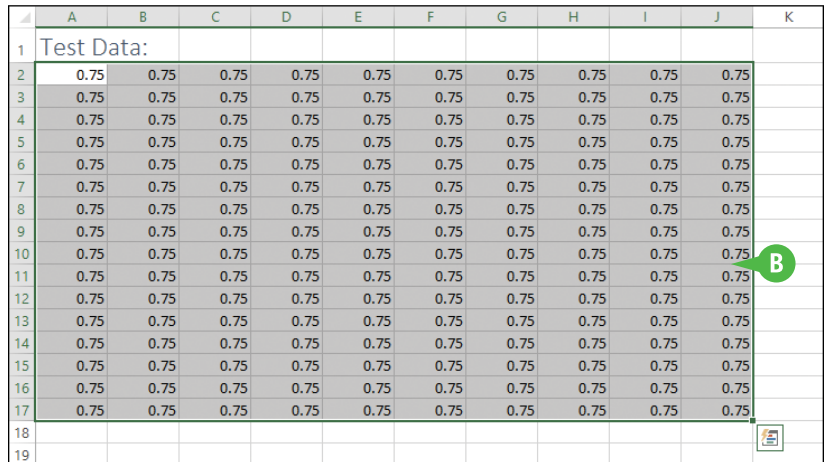 A B C D E F G H I J K
1 Test Data:
2 0.75 0.75 0.75 0.75 0.75 0.75 0.75 0.75 0.75 0.75
3 0.75 0.75 0.75 0.75 0.75 0.75 0.75 0.75 0.75 0.75
4 0.75 0.75 0.75 0.75 0.75 0.75 0.75 0.75 0.75 0.75
5 0.75 0.75 0.75 0.75 0.75 0.75 0.75 0.75 0.75 0.75
6 0.75 0.75 0.75 0.75 0.75 0.75 0.75 0.75 0.75 0.75
7 0.75 0.75 0.75 0.75 0.75 0.75 0.75 0.75 0.75 0.75
8 0.75 0.75 0.75 0.75 0.75 0.75 0.75 0.75 0.75 0.75
9 0.75 0.75 0.75 0.75 0.75 0.75 0.75 0.75 0.75 0.75
10 0.75 0.75 0.75 0.75 0.75 0.75 0.75 0.75 0.75 0.75 B
11 0.75 0.75 0.75 0.75 0.75 0.75 0.75 0.75 0.75 0.75
12 0.75 0.75 0.75 0.75 0.75 0.75 0.75 0.75 0.75 0.75
13 0.75 0.75 0.75 0.75 0.75 0.75 0.75 0.75 0.75 0.75
14 0.75 0.75 0.75 0.75 0.75 0.75 0.75 0.75 0.75 0.75
15 0.75 0.75 0.75 0.75 0.75 0.75 0.75 0.75 0.75 0.75
16 0.75 0.75 0.75 0.75 0.75 0.75 0.75 0.75 0.75 0.75
17 0.75 0.75 0.75 0.75 0.75 0.75 0.75 0.75 0.75 0.75
18
19